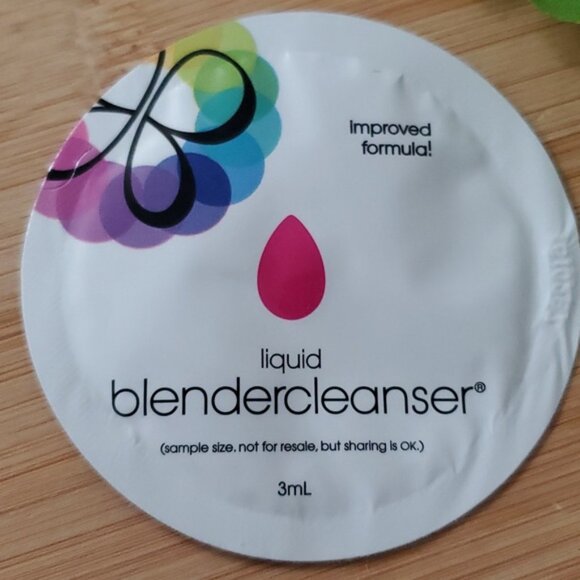 improved
formula!
liquid
blendercleanser®
(sample size. not for resale, but sharing is OK.)
3mL